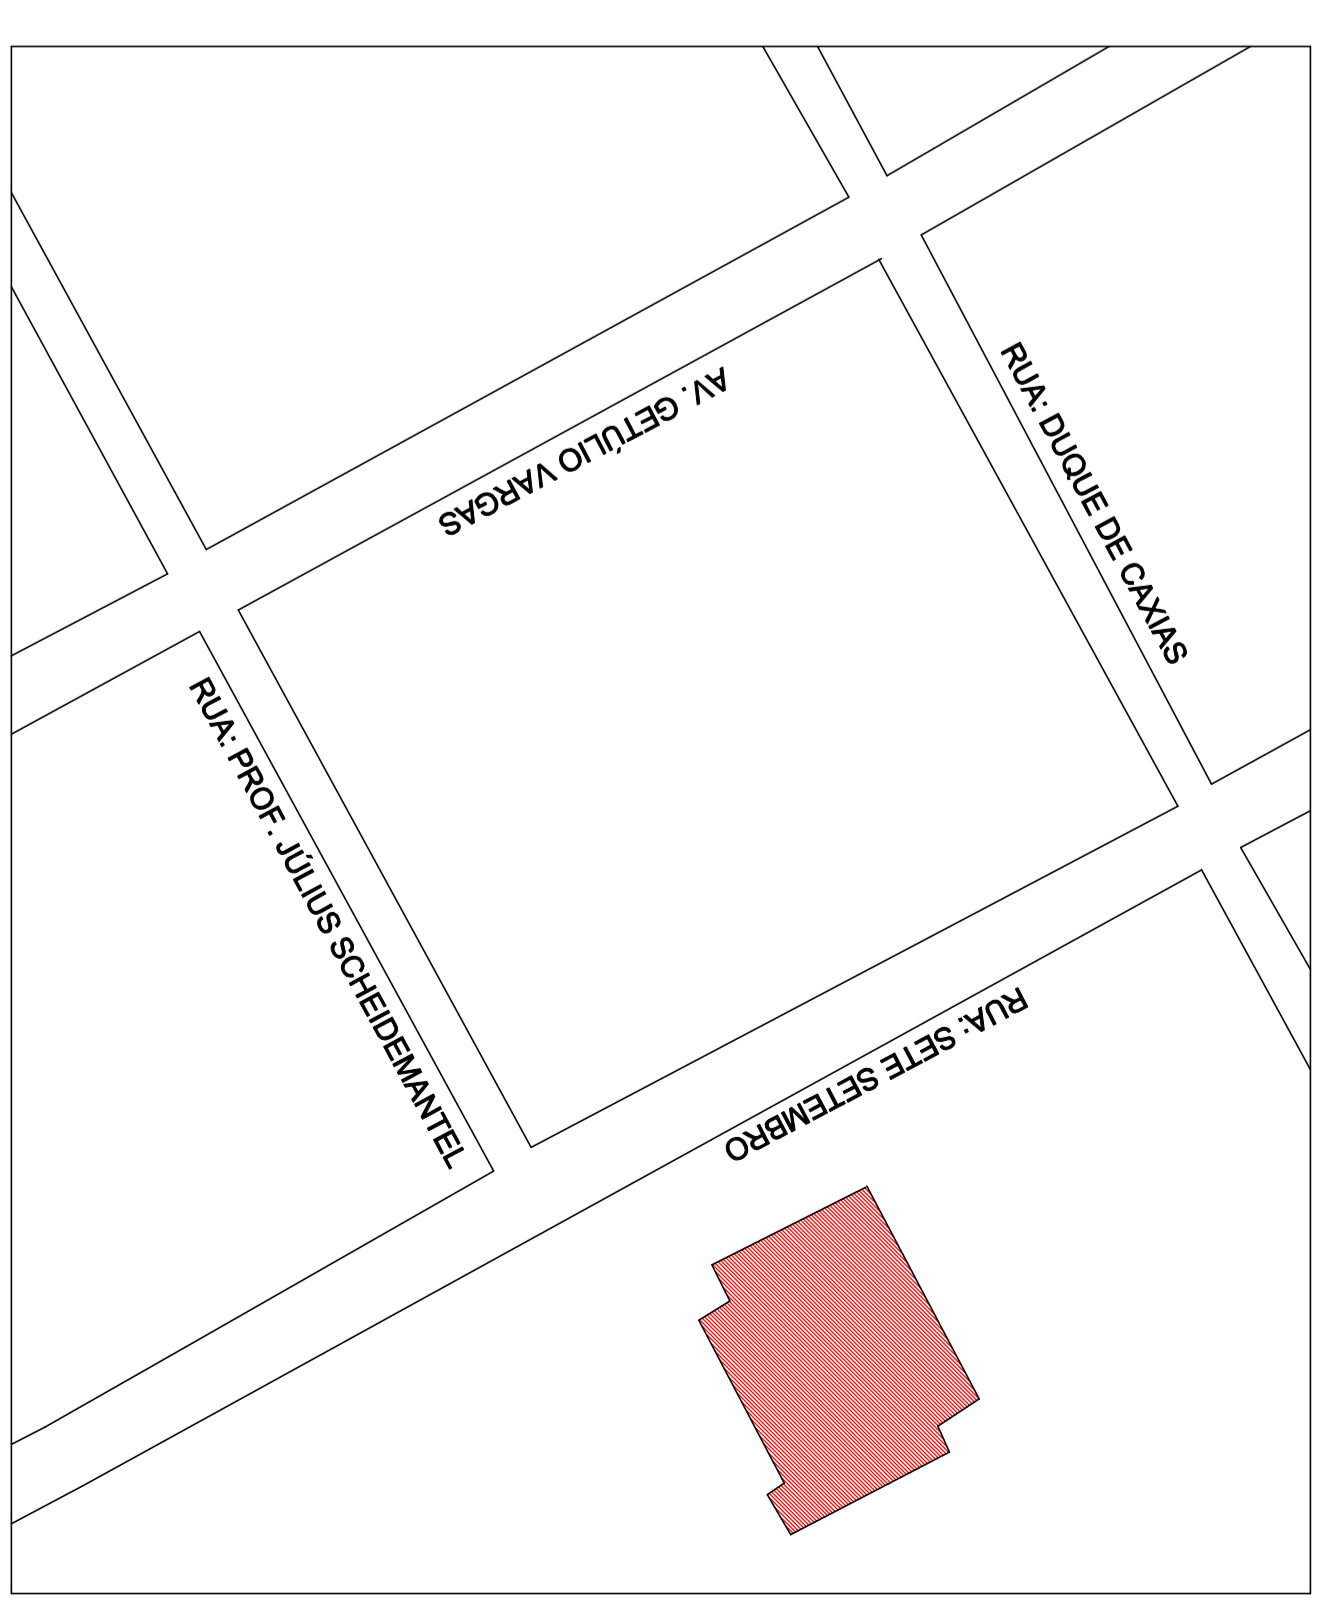 AV. GETÚLIO VARGAS
RUA: DUQUE DE CAXIAS
RUA: PROF. JÚLIUS SCHEIDEMANTEL
RUA: SETE SETEMBRO